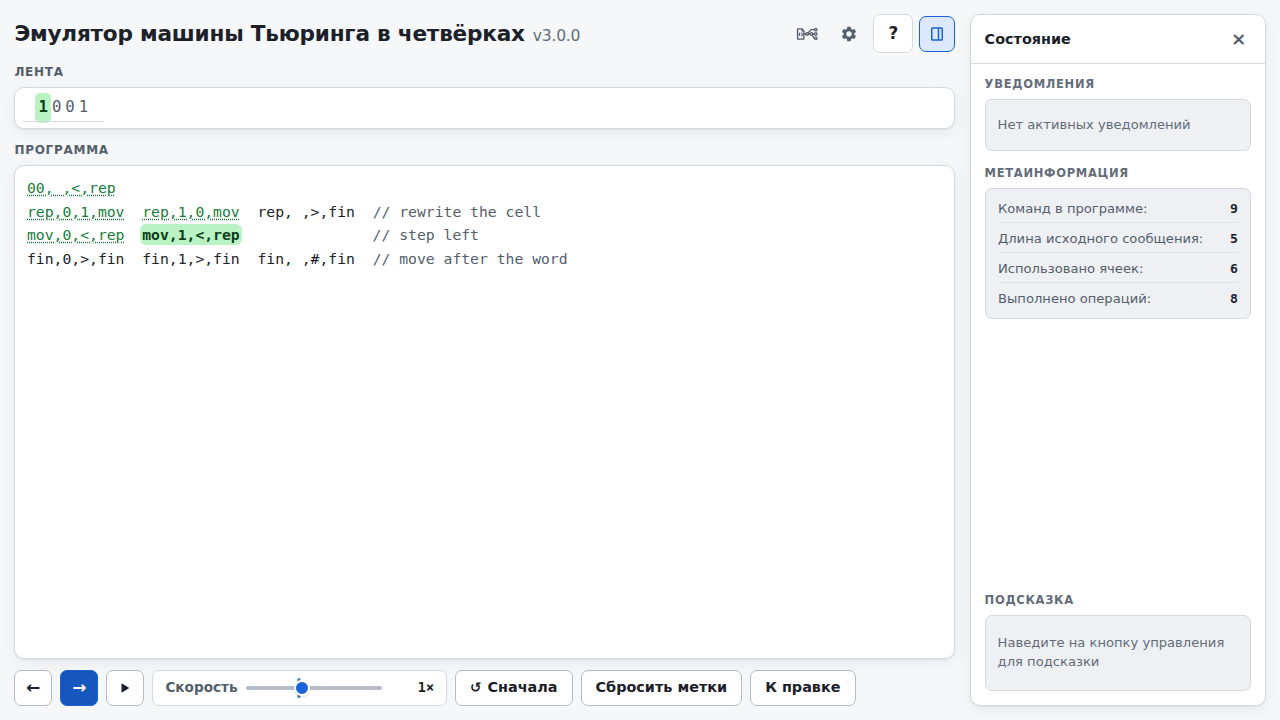 Эмулятор машины Тьюринга в четвёрках v3.0.0
?
ЛЕНТА
1001
ПРОГРАММА
00, ,<,rep
rep,0,1,mov  rep,1,0,mov  rep, ,>,fin  // rewrite the cell
mov,0,<,rep  mov,1,<,rep               // step left
fin,0,>,fin  fin,1,>,fin  fin, ,#,fin  // move after the word
← → ▶ Скорость 1× ↺ Сначала Сбросить метки К правке
Состояние ×
УВЕДОМЛЕНИЯ
Нет активных уведомлений
МЕТАИНФОРМАЦИЯ
Команд в программе: 9
Длина исходного сообщения: 5
Использовано ячеек: 6
Выполнено операций: 8
ПОДСКАЗКА
Наведите на кнопку управления
для подсказки